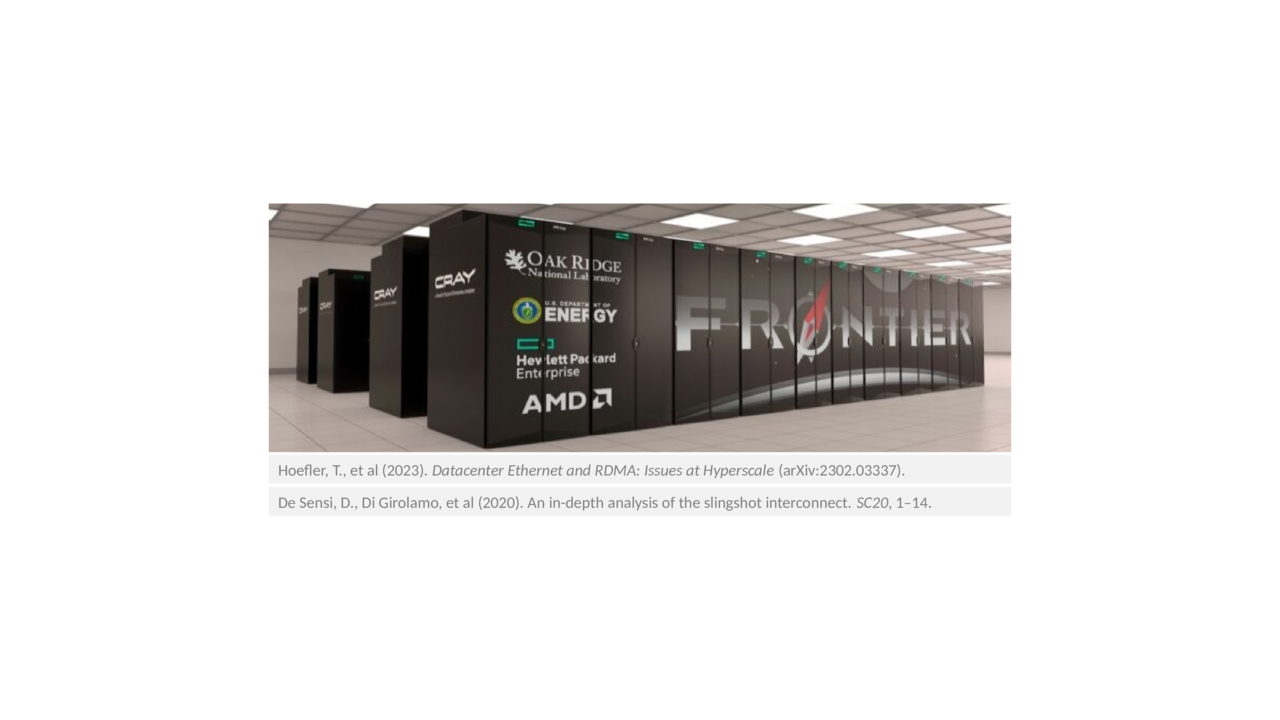 OAK RIDGE
National Laboratory
U.S. DEPARTMENT OF
ENERGY
Hewlett Packard
Enterprise
AMD
FRONTIER
CRAY
CRAY
CRAY
CRAY
Hoefler, T., et al (2023). Datacenter Ethernet and RDMA: Issues at Hyperscale (arXiv:2302.03337).
De Sensi, D., Di Girolamo, et al (2020). An in-depth analysis of the slingshot interconnect. SC20, 1–14.